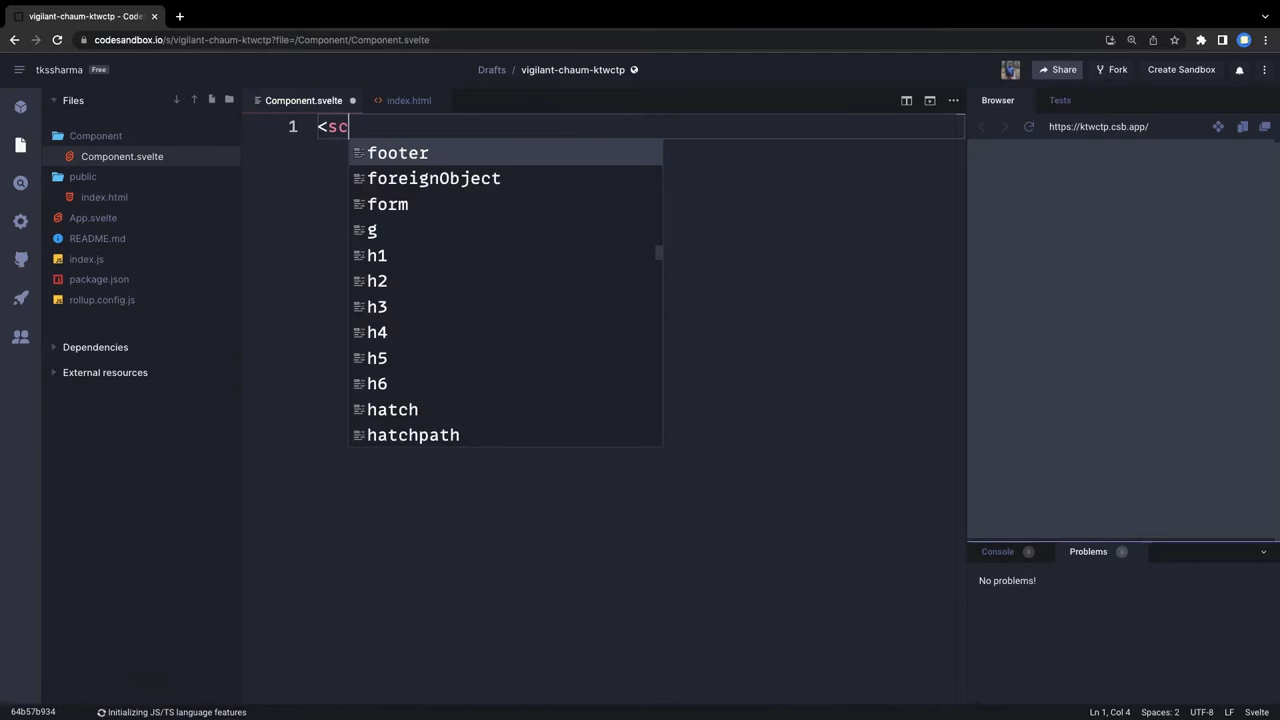 vigilant-chaum-ktwctp - Code
codesandbox.io/s/vigilant-chaum-ktwctp?file=/Component/Component.svelte
tkssharma Free
Drafts / vigilant-chaum-ktwctp
Share Fork Create Sandbox
Files
Component.svelte index.html
Browser Tests
Component
Component.svelte
public
index.html
App.svelte
README.md
index.js
package.json
rollup.config.js
Dependencies
External resources
1 <sc
footer
foreignObject
form
g
h1
h2
h3
h4
h5
h6
hatch
hatchpath
https://ktwctp.csb.app/
Console 0 Problems 0
No problems!
64b57b934 Initializing JS/TS language features
Ln 1, Col 4 Spaces: 2 UTF-8 LF Svelte